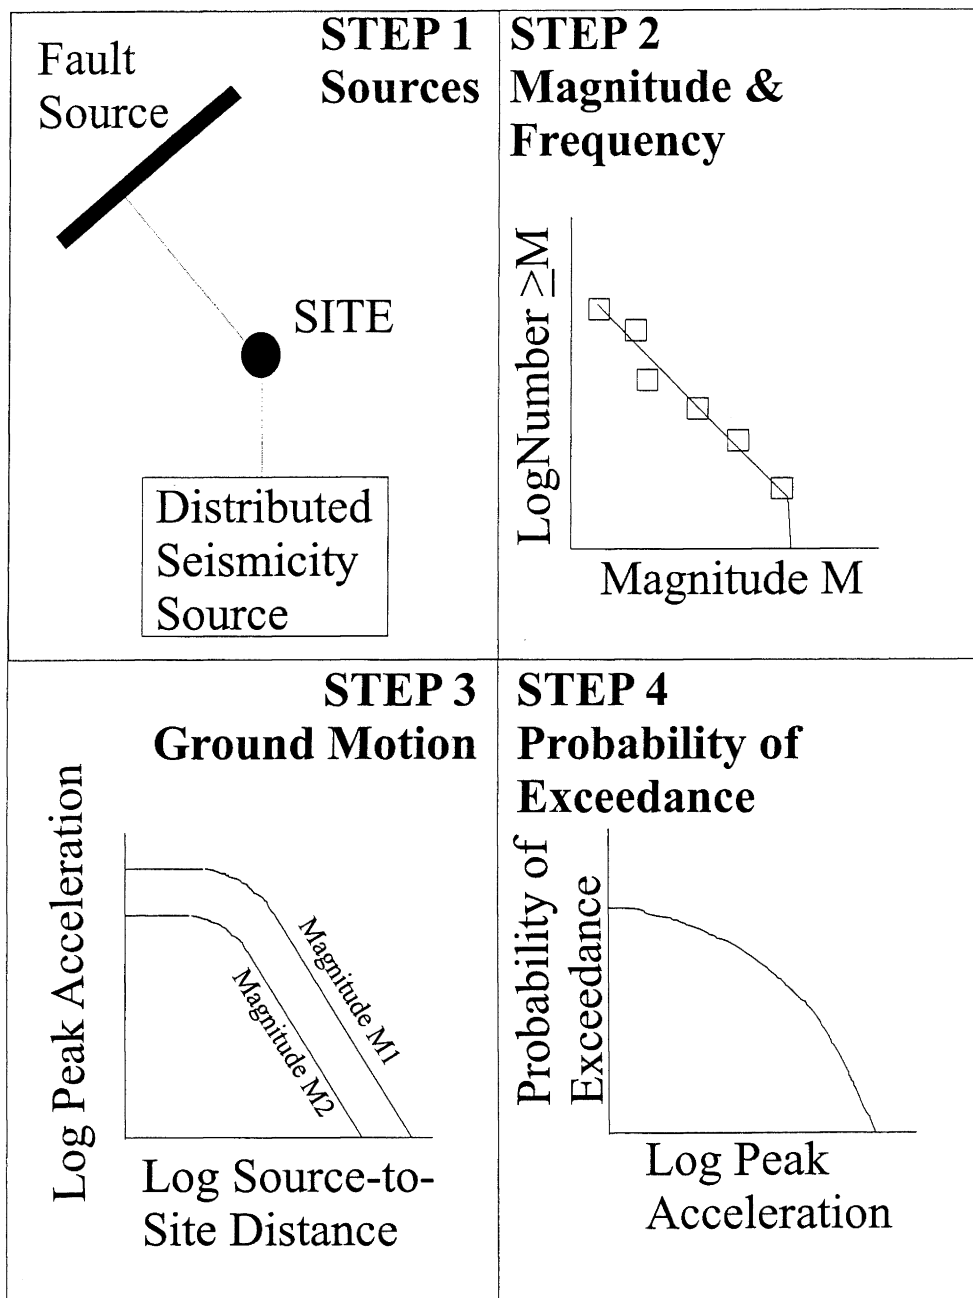 STEP 1
Sources
Fault
Source
SITE
Distributed
Seismicity
Source
STEP 2
Magnitude &
Frequency
LogNumber ≥M
Magnitude M
STEP 3
Ground Motion
Log Peak Acceleration
Magnitude M1
Magnitude M2
Log Source-to-
Site Distance
STEP 4
Probability of
Exceedance
Probability of
Exceedance
Log Peak
Acceleration